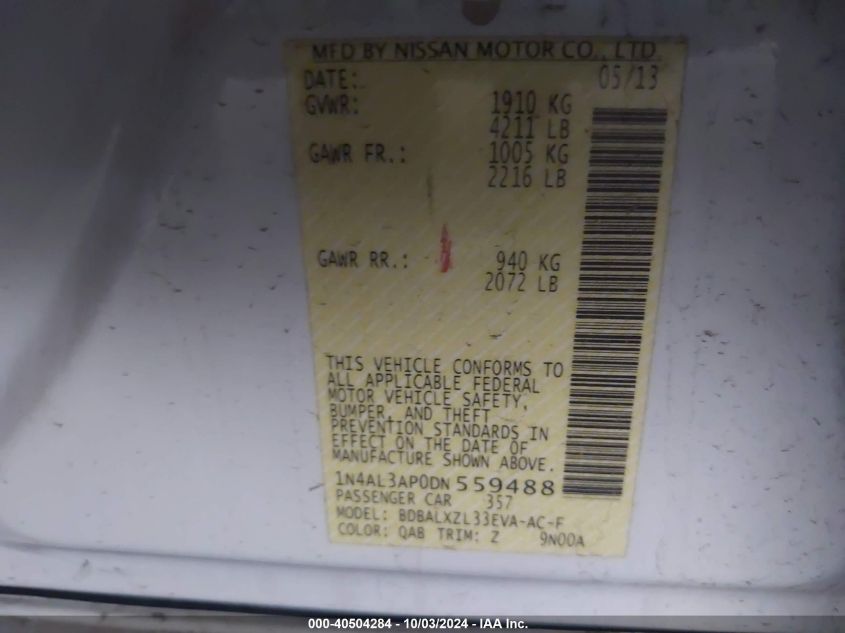 MFD BY NISSAN MOTOR CO., LTD.
DATE: 05/13
GVWR: 1910 KG
4211 LB
GAWR FR.: 1005 KG
2216 LB
GAWR RR.: 940 KG
2072 LB
THIS VEHICLE CONFORMS TO
ALL APPLICABLE FEDERAL
MOTOR VEHICLE SAFETY,
BUMPER, AND THEFT
PREVENTION STANDARDS IN
EFFECT ON THE DATE OF
MANUFACTURE SHOWN ABOVE.
1N4AL3AP0DN559488
PASSENGER CAR 357
MODEL: BDBALXZL33EVA-AC-F
COLOR: QAB TRIM: Z 9N00A
000-40504284 - 10/03/2024 - IAA Inc.